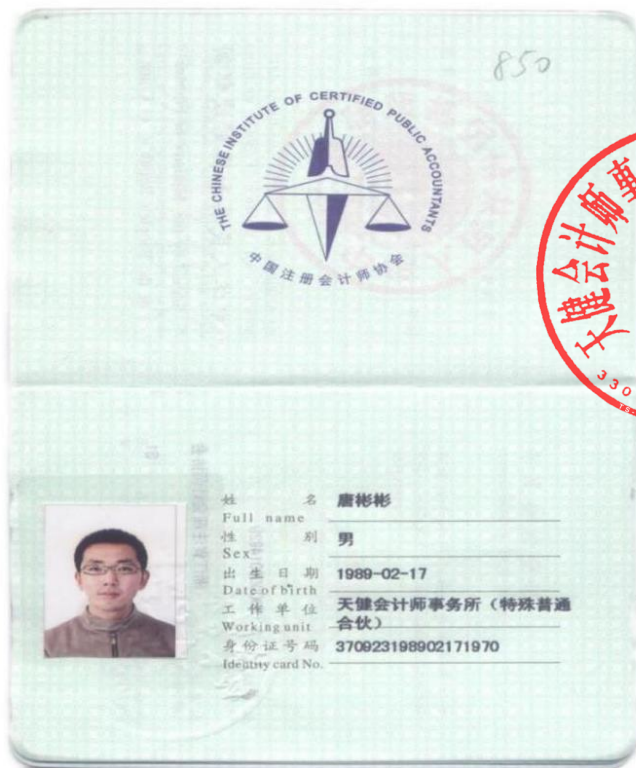 850
THE CHINESE INSTITUTE OF CERTIFIED PUBLIC ACCOUNTANTS
中国注册会计师协会
天健会计师事
330
姓 名 唐彬彬
Full name
性 别 男
Sex
出生日期 1989-02-17
Date of birth
工作单位 天健会计师事务所（特殊普通
Working unit 合伙）
身份证号码 370923198902171970
Identity card No.